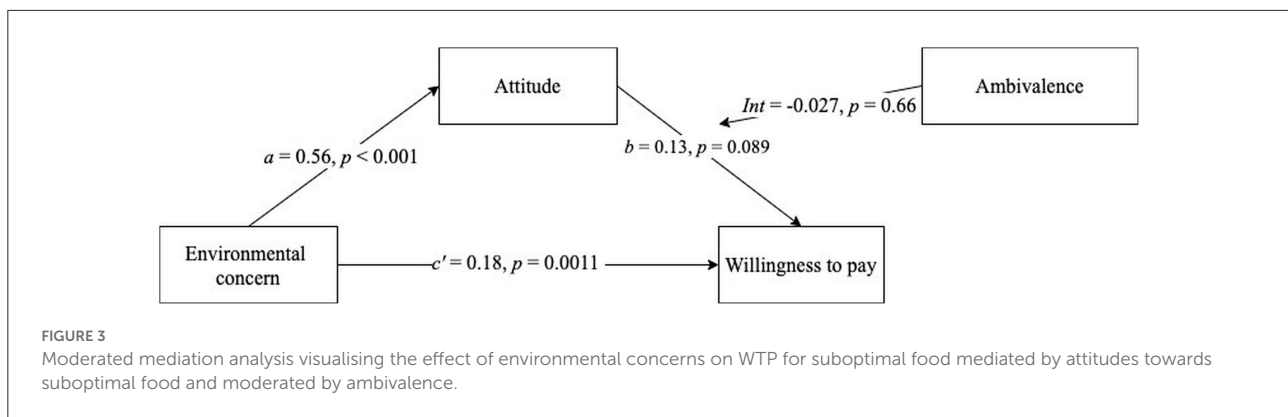 Attitude
Ambivalence
Int = -0.027, p = 0.66
b = 0.13, p = 0.089
a = 0.56, p < 0.001
Environmental
concern
c' = 0.18, p = 0.0011
Willingness to pay
FIGURE 3
Moderated mediation analysis visualising the effect of environmental concerns on WTP for suboptimal food mediated by attitudes towards
suboptimal food and moderated by ambivalence.